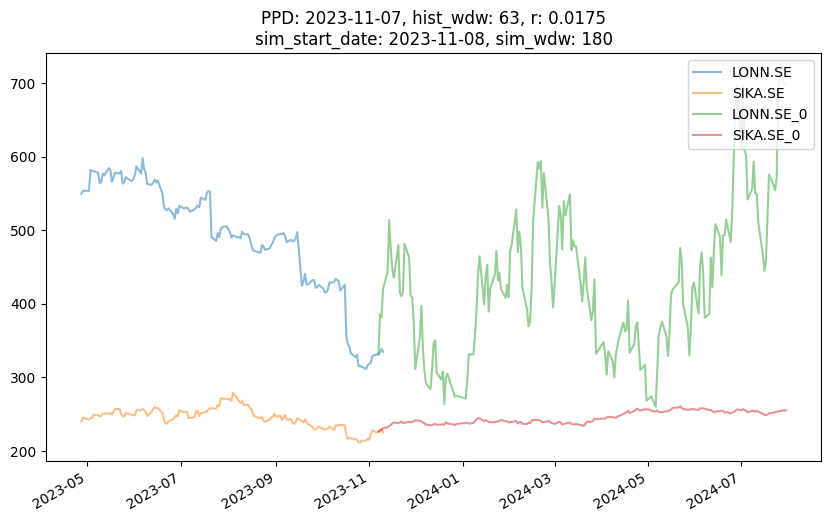 PPD: 2023-11-07, hist_wdw: 63, r: 0.0175
sim_start_date: 2023-11-08, sim_wdw: 180
LONN.SE
SIKA.SE
LONN.SE_0
SIKA.SE_0
700
600
500
400
300
200
2023-05
2023-07
2023-09
2023-11
2024-01
2024-03
2024-05
2024-07